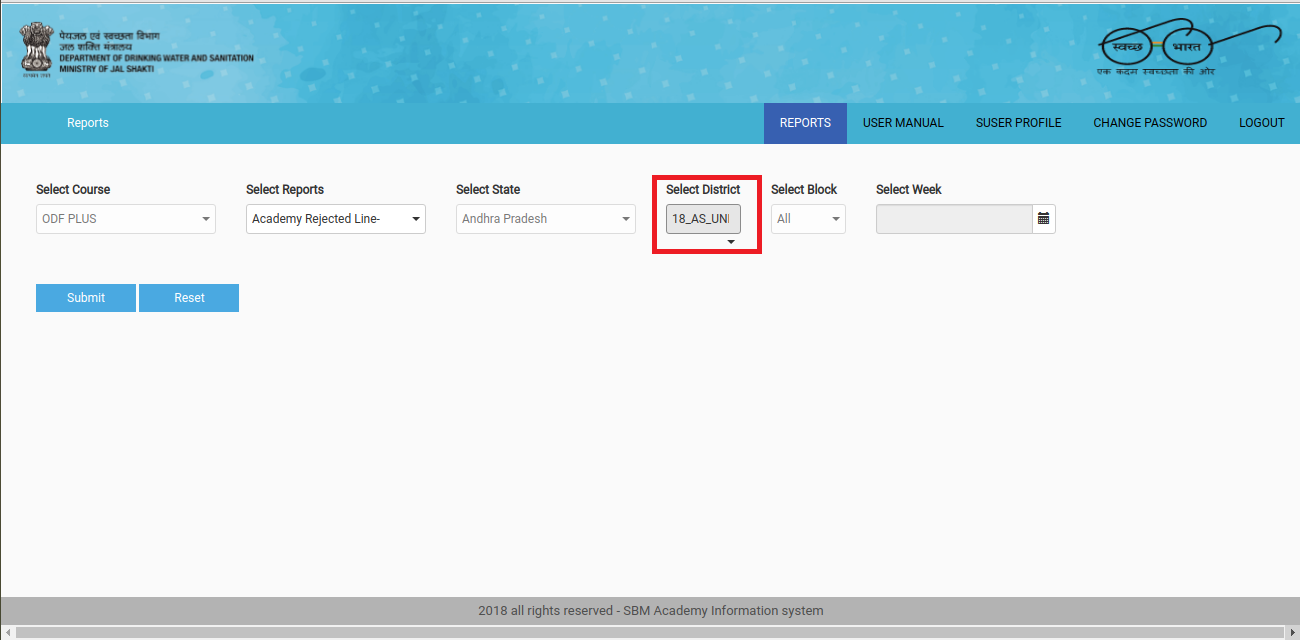 पेयजल एवं स्वच्छता विभाग
जल शक्ति मंत्रालय
DEPARTMENT OF DRINKING WATER AND SANITATION
MINISTRY OF JAL SHAKTI
स्वच्छ भारत
एक कदम स्वच्छता की ओर
Reports REPORTS USER MANUAL SUSER PROFILE CHANGE PASSWORD LOGOUT
Select Course Select Reports Select State Select District Select Block Select Week
ODF PLUS Academy Rejected Line- Andhra Pradesh 18_AS_UNI All
Submit Reset
2018 all rights reserved - SBM Academy Information system